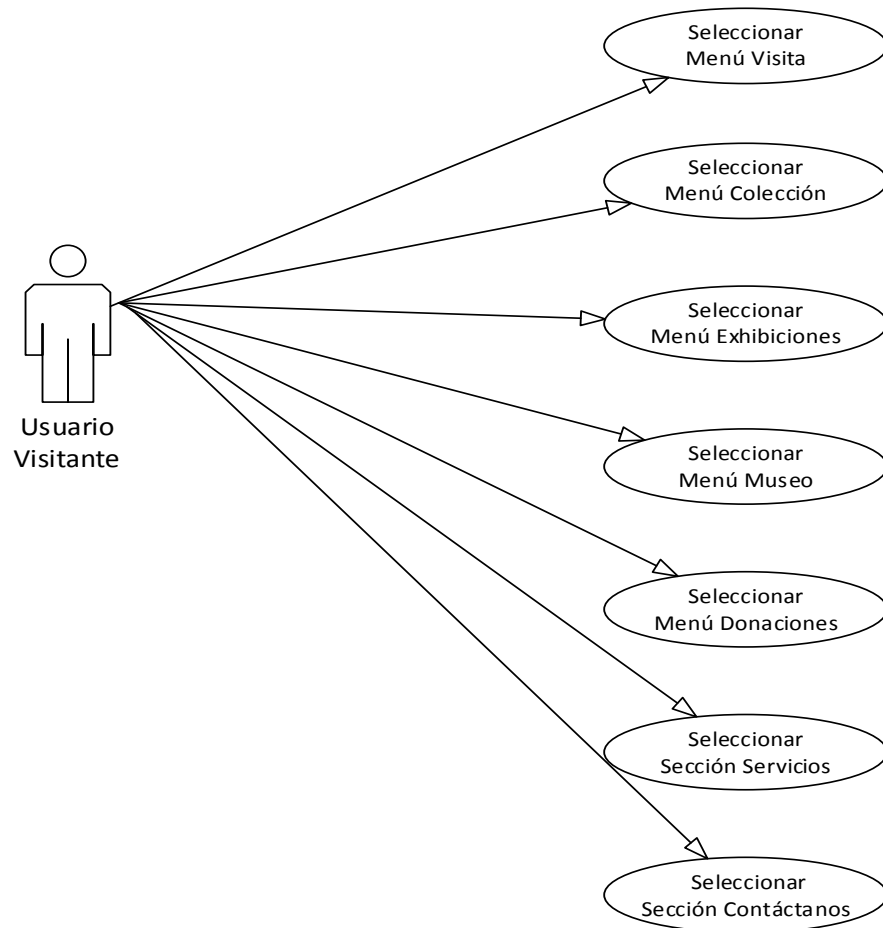 Seleccionar
Menú Visita
Seleccionar
Menú Colección
Seleccionar
Menú Exhibiciones
Usuario
Visitante
Seleccionar
Menú Museo
Seleccionar
Menú Donaciones
Seleccionar
Sección Servicios
Seleccionar
Sección Contáctanos